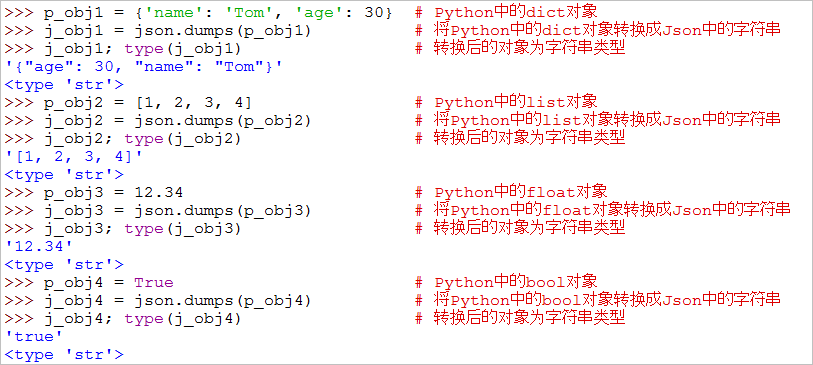 >>> p_obj1 = {'name': 'Tom', 'age': 30}  # Python中的dict对象
>>> j_obj1 = json.dumps(p_obj1)          # 将Python中的dict对象转换成Json中的字符串
>>> j_obj1; type(j_obj1)                 # 转换后的对象为字符串类型
'{"age": 30, "name": "Tom"}'
<type 'str'>
>>> p_obj2 = [1, 2, 3, 4]                # Python中的list对象
>>> j_obj2 = json.dumps(p_obj2)          # 将Python中的list对象转换成Json中的字符串
>>> j_obj2; type(j_obj2)                 # 转换后的对象为字符串类型
'[1, 2, 3, 4]'
<type 'str'>
>>> p_obj3 = 12.34                       # Python中的float对象
>>> j_obj3 = json.dumps(p_obj3)          # 将Python中的float对象转换成Json中的字符串
>>> j_obj3; type(j_obj3)                 # 转换后的对象为字符串类型
'12.34'
<type 'str'>
>>> p_obj4 = True                        # Python中的bool对象
>>> j_obj4 = json.dumps(p_obj4)          # 将Python中的bool对象转换成Json中的字符串
>>> j_obj4; type(j_obj4)                 # 转换后的对象为字符串类型
'true'
<type 'str'>